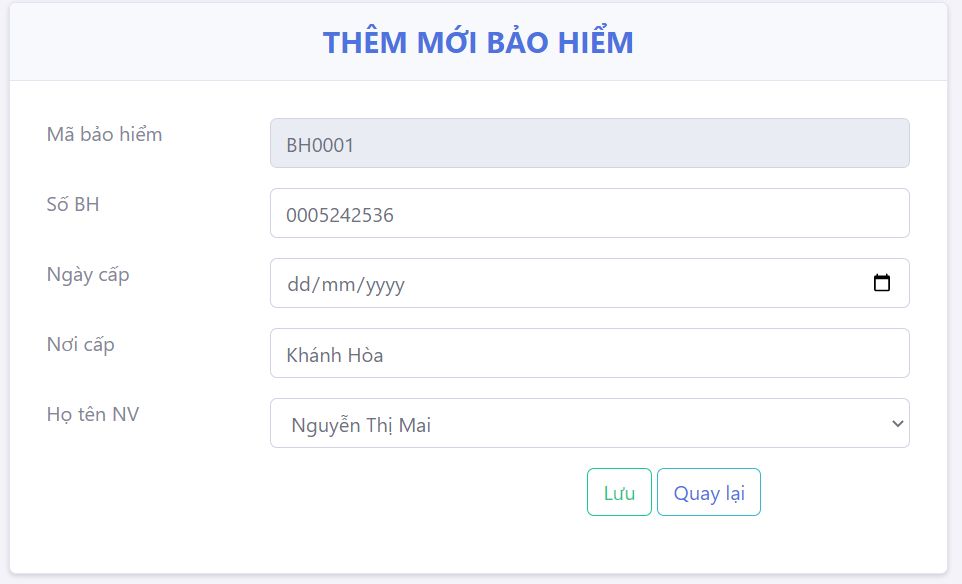 THÊM MỚI BẢO HIỂM
Mã bảo hiểm
BH0001
Số BH
0005242536
Ngày cấp
dd/mm/yyyy
Nơi cấp
Khánh Hòa
Họ tên NV
Nguyễn Thị Mai
Lưu Quay lại